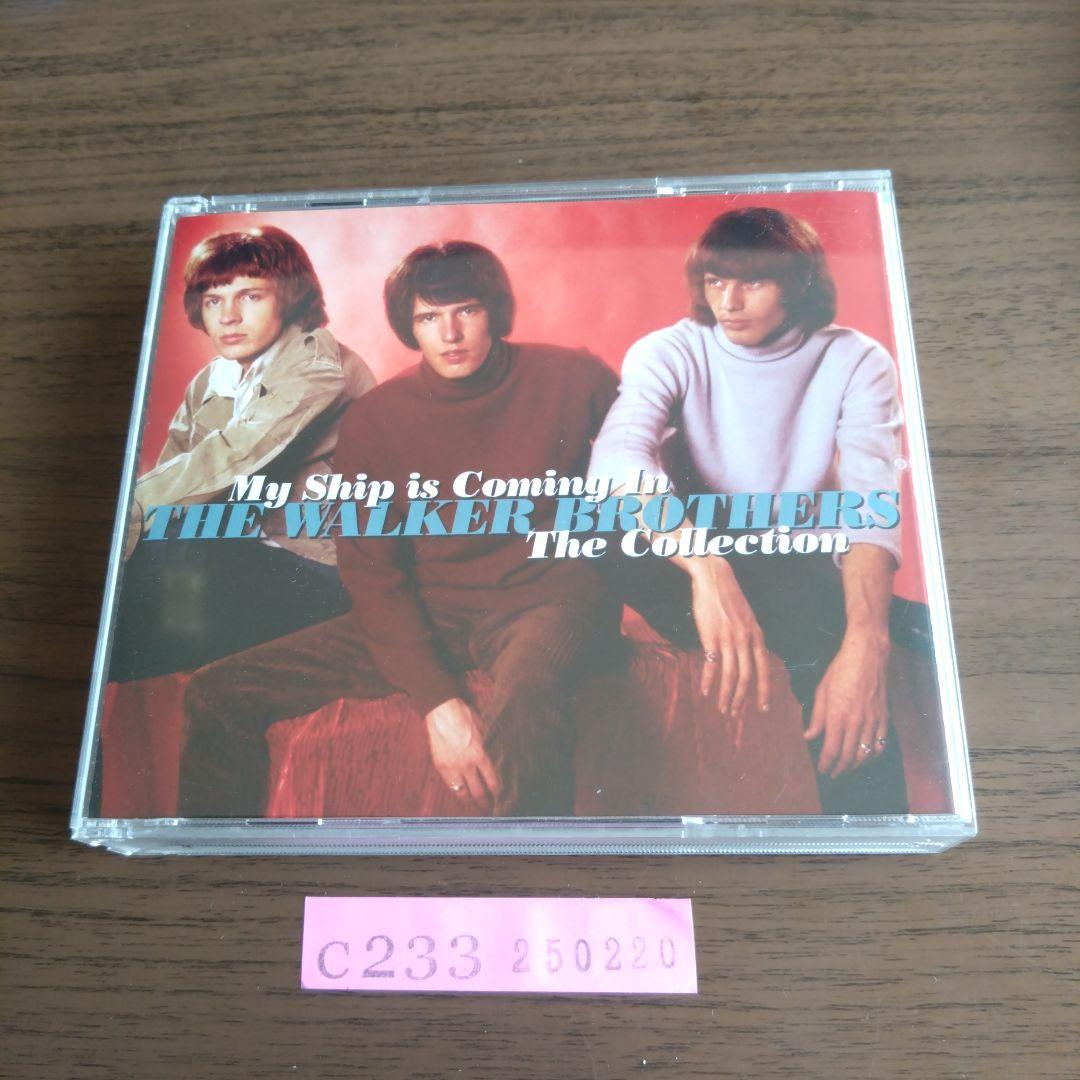 My Ship is Coming In
THE WALKER BROTHERS
The Collection
C233 250220